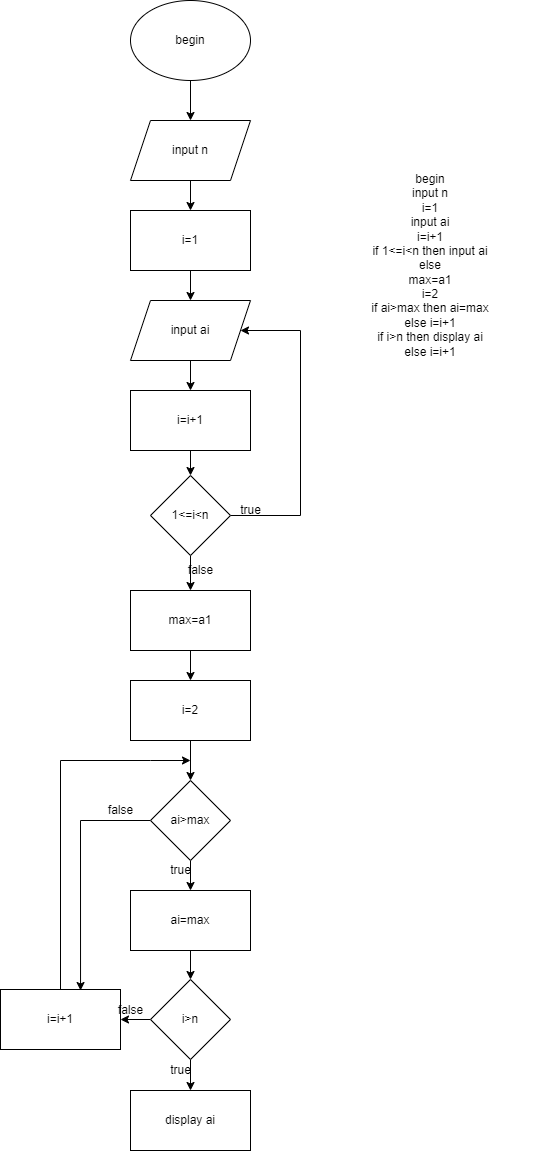 begin
input n
i=1
input ai
i=i+1
1<=i<n
true
false
max=a1
i=2
ai>max
false
true
ai=max
i>n
false
i=i+1
true
display ai
begin
input n
i=1
input ai
i=i+1
if 1<=i<n then input ai
else
max=a1
i=2
if ai>max then ai=max
else i=i+1
if i>n then display ai
else i=i+1